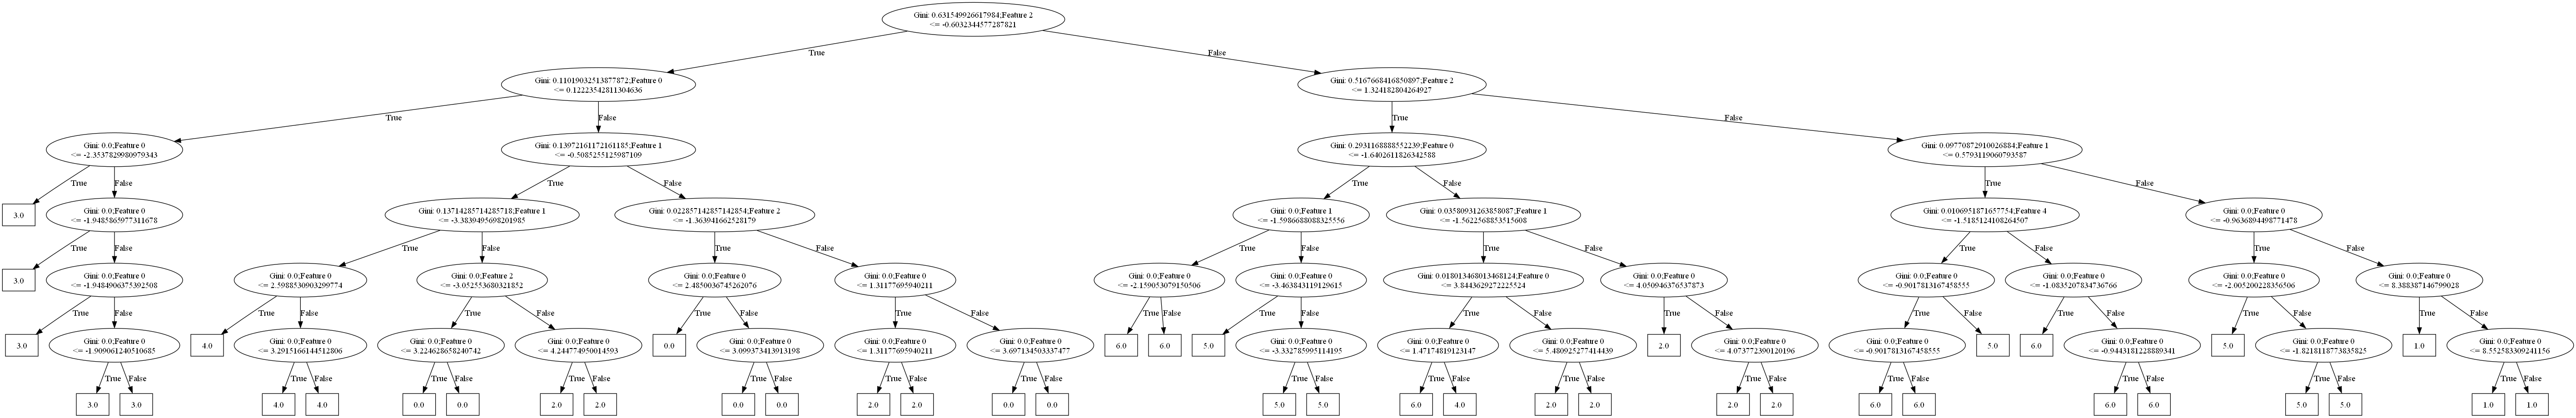 Gini: 0.631549926617984;Feature 2
<= -0.6032344577287821
True
False
Gini: 0.11019032513877872;Feature 0
<= 0.12223542811304636
Gini: 0.5167668416850897;Feature 2
<= 1.324182804264927
True
False
True
False
Gini: 0.0;Feature 0
<= -2.3537829980979343
Gini: 0.13972161172161185;Feature 1
<= -0.5085255125987109
Gini: 0.2931168888552239;Feature 0
<= -1.6402611826342588
Gini: 0.09770872910026884;Feature 1
<= 0.5793119060793587
True
False
True
False
True
False
True
False
3.0
Gini: 0.0;Feature 0
<= -1.9485865977311678
Gini: 0.13714285714285718;Feature 1
<= -3.3839495698201985
Gini: 0.022857142857142854;Feature 2
<= -1.363941662528179
Gini: 0.0;Feature 1
<= -1.5986688088325556
Gini: 0.03580931263858087;Feature 1
<= -1.5622568853515608
Gini: 0.0106951871657754;Feature 4
<= -1.5185124108264507
Gini: 0.0;Feature 0
<= -0.9636894498771478
True
False
True
False
True
False
True
False
True
False
True
False
True
False
3.0
Gini: 0.0;Feature 0
<= -1.9484906375392508
Gini: 0.0;Feature 0
<= 2.5988530903299774
Gini: 0.0;Feature 2
<= -3.052553680321852
Gini: 0.0;Feature 0
<= 2.4850036745262076
Gini: 0.0;Feature 0
<= 1.31177695940211
Gini: 0.0;Feature 0
<= -2.159053079150506
Gini: 0.0;Feature 0
<= -3.463843119129615
Gini: 0.018013468013468124;Feature 0
<= 3.8443629272225524
Gini: 0.0;Feature 0
<= 4.050946376537873
Gini: 0.0;Feature 0
<= -0.9017813167458555
Gini: 0.0;Feature 0
<= -1.0835207834736766
Gini: 0.0;Feature 0
<= -2.005200228356506
Gini: 0.0;Feature 0
<= 8.388387146799028
True
False
True
False
True
False
True
False
True
False
True
False
True
False
True
False
True
False
True
False
True
False
True
False
True
False
3.0
Gini: 0.0;Feature 0
<= -1.909061240510685
4.0
Gini: 0.0;Feature 0
<= 3.2915166144512806
Gini: 0.0;Feature 0
<= 3.224628658240742
Gini: 0.0;Feature 0
<= 4.244774950014593
0.0
Gini: 0.0;Feature 0
<= 3.099373413913198
Gini: 0.0;Feature 0
<= 1.31177695940211
Gini: 0.0;Feature 0
<= 3.697134503337477
6.0
6.0
5.0
Gini: 0.0;Feature 0
<= -3.332785995114195
Gini: 0.0;Feature 0
<= 1.47174819123147
Gini: 0.0;Feature 0
<= 5.480925277414439
2.0
Gini: 0.0;Feature 0
<= 4.073772390120196
Gini: 0.0;Feature 0
<= -0.9017813167458555
5.0
6.0
Gini: 0.0;Feature 0
<= -0.9443181228889341
5.0
Gini: 0.0;Feature 0
<= -1.8218118773835825
1.0
Gini: 0.0;Feature 0
<= 8.552583309241156
True
False
True
False
True
False
True
False
True
False
True
False
True
False
True
False
True
False
True
False
True
False
True
False
True
False
True
False
True
False
3.0
3.0
4.0
4.0
0.0
0.0
2.0
2.0
0.0
0.0
2.0
2.0
0.0
0.0
5.0
5.0
6.0
4.0
2.0
2.0
2.0
2.0
6.0
6.0
6.0
6.0
5.0
5.0
1.0
1.0